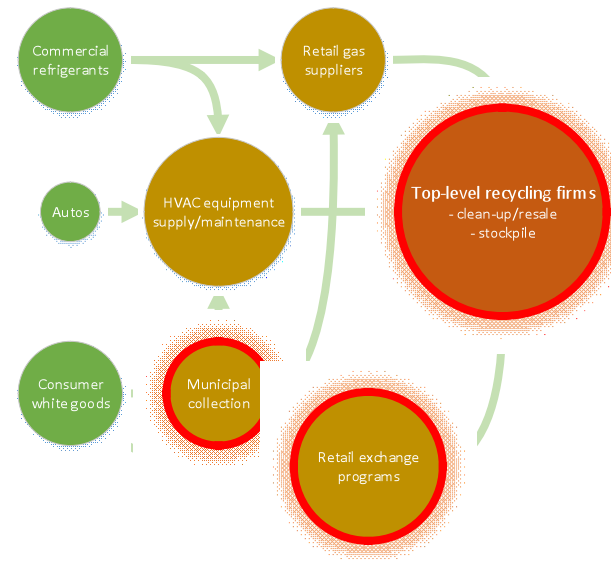 Commercial
refrigerants
Retail gas
suppliers
Top-level recycling firms
- clean-up/resale
- stockpile
HVAC equipment
supply/maintenance
Autos
Consumer
white goods
Municipal
collection
Retail exchange
programs